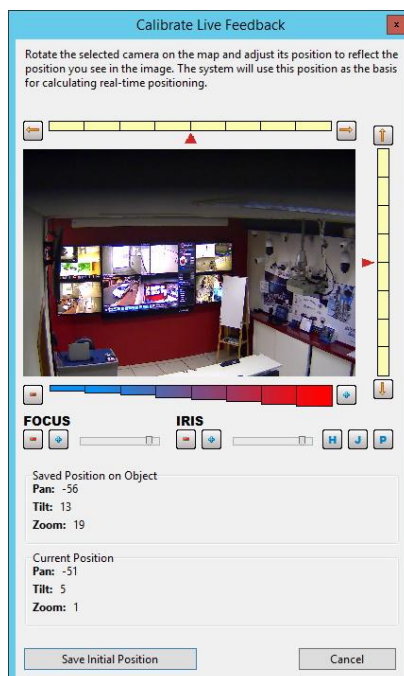 Calibrate Live Feedback
x
Rotate the selected camera on the map and adjust its position to reflect the
position you see in the image. The system will use this position as the basis
for calculating real-time positioning.
FOCUS
IRIS
H J P
Saved Position on Object
Pan: -56
Tilt: 13
Zoom: 19
Current Position
Pan: -51
Tilt: 5
Zoom: 1
Save Initial Position
Cancel